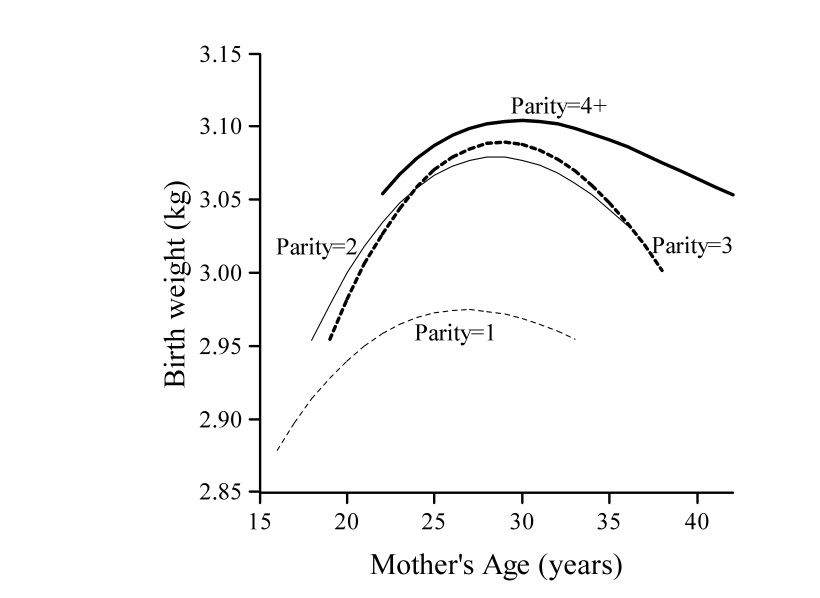 3.15
3.10
3.05
3.00
2.95
2.90
2.85
Birth weight (kg)
Parity=4+
Parity=2
Parity=3
Parity=1
15 20 25 30 35 40
Mother's Age (years)